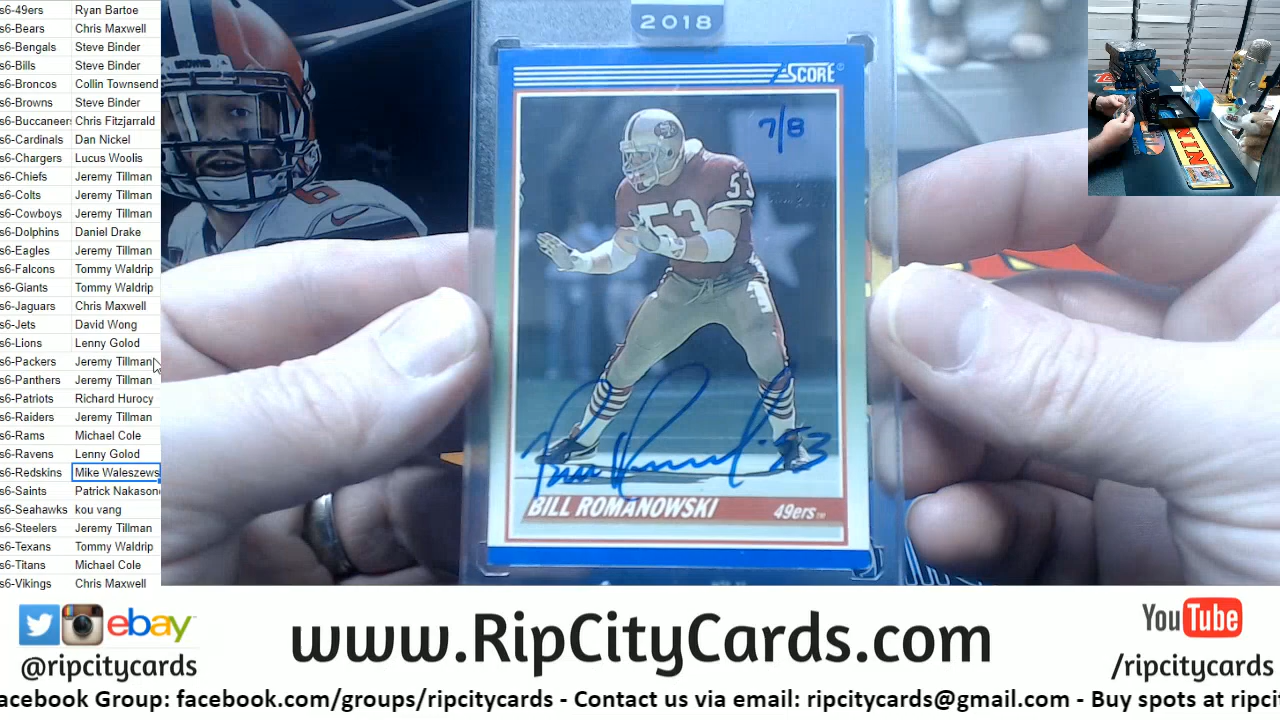 s6-49ers Ryan Bartoe
s6-Bears Chris Maxwell
s6-Bengals Steve Binder
s6-Bills Steve Binder
s6-Broncos Collin Townsend
s6-Browns Steve Binder
s6-Buccaneers Chris Fitzjarrald
s6-Cardinals Dan Nickel
s6-Chargers Lucus Woolis
s6-Chiefs Jeremy Tillman
s6-Colts Jeremy Tillman
s6-Cowboys Jeremy Tillman
s6-Dolphins Daniel Drake
s6-Eagles Jeremy Tillman
s6-Falcons Tommy Waldrip
s6-Giants Tommy Waldrip
s6-Jaguars Chris Maxwell
s6-Jets David Wong
s6-Lions Lenny Golod
s6-Packers Jeremy Tillman
s6-Panthers Jeremy Tillman
s6-Patriots Richard Hurocy
s6-Raiders Jeremy Tillman
s6-Rams Michael Cole
s6-Ravens Lenny Golod
s6-Redskins Mike Waleszews
s6-Saints Patrick Nakason
s6-Seahawks kou vang
s6-Steelers Jeremy Tillman
s6-Texans Tommy Waldrip
s6-Titans Michael Cole
s6-Vikings Chris Maxwell
BROWNS
6
2018
SCORE
7/8
53
53
53
BILL ROMANOWSKI 49ers
NIN
ebay
@ripcitycards
www.RipCityCards.com
YouTube
/ripcitycards
acebook Group: facebook.com/groups/ripcitycards - Contact us via email: ripcitycards@gmail.com - Buy spots at ripci